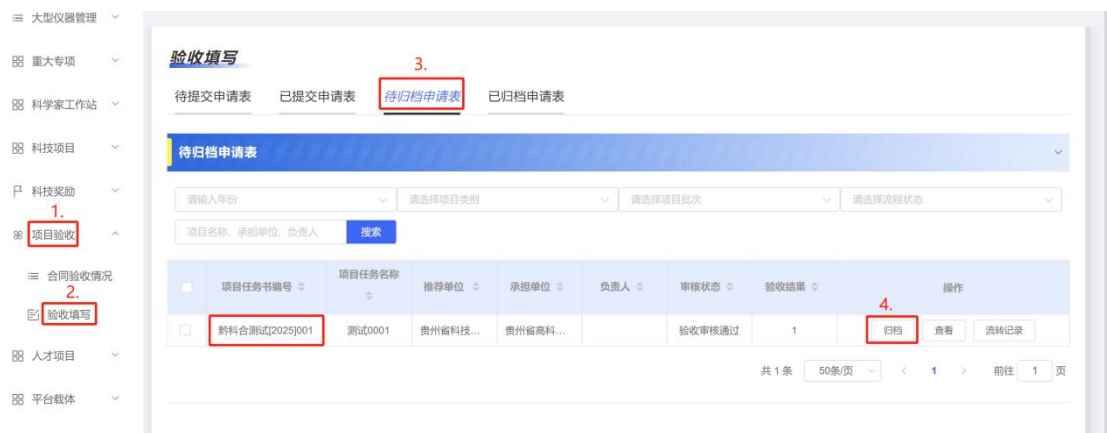 大型仪器管理
重大专项
科学家工作站
科技项目
科技奖励
1.
项目验收
合同验收情况
2.
验收填写
人才项目
平台载体
验收填写
3.
待提交申请表 已提交申请表 待归档申请表 已归档申请表
待归档申请表
请输入年份 请选择项目类别 请选择项目批次 请选择流程状态
项目名称、承担单位、负责人 搜索
项目任务书编号 项目任务名称 推荐单位 承担单位 负责人 审核状态 验收结果 操作
4.
黔科合测试[2025]001 测试0001 贵州省科技... 贵州省高科... 验收审核通过 1 归档 查看 流转记录
共 1 条 50条/页 1 前往 1 页